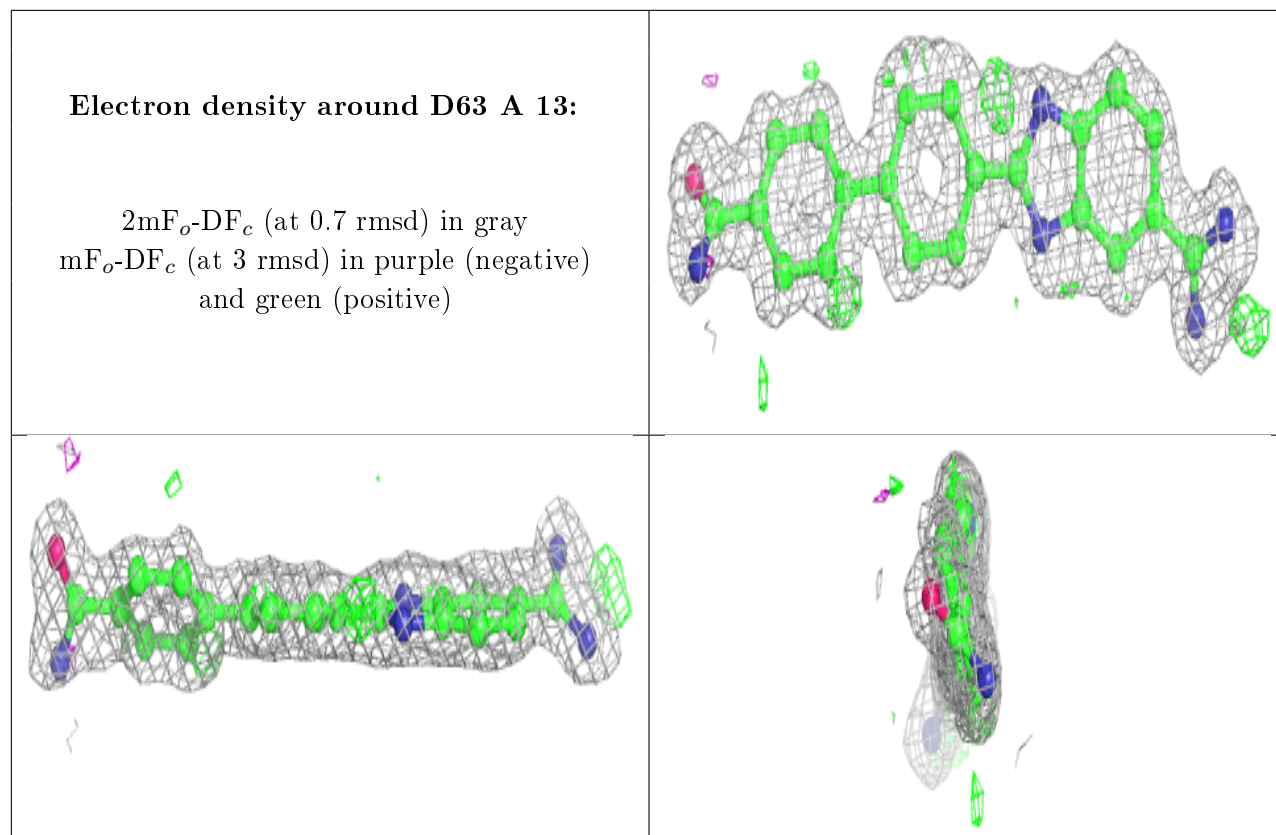 Electron density around D63 A 13:
2mFo-DFc (at 0.7 rmsd) in gray
mFo-DFc (at 3 rmsd) in purple (negative)
and green (positive)